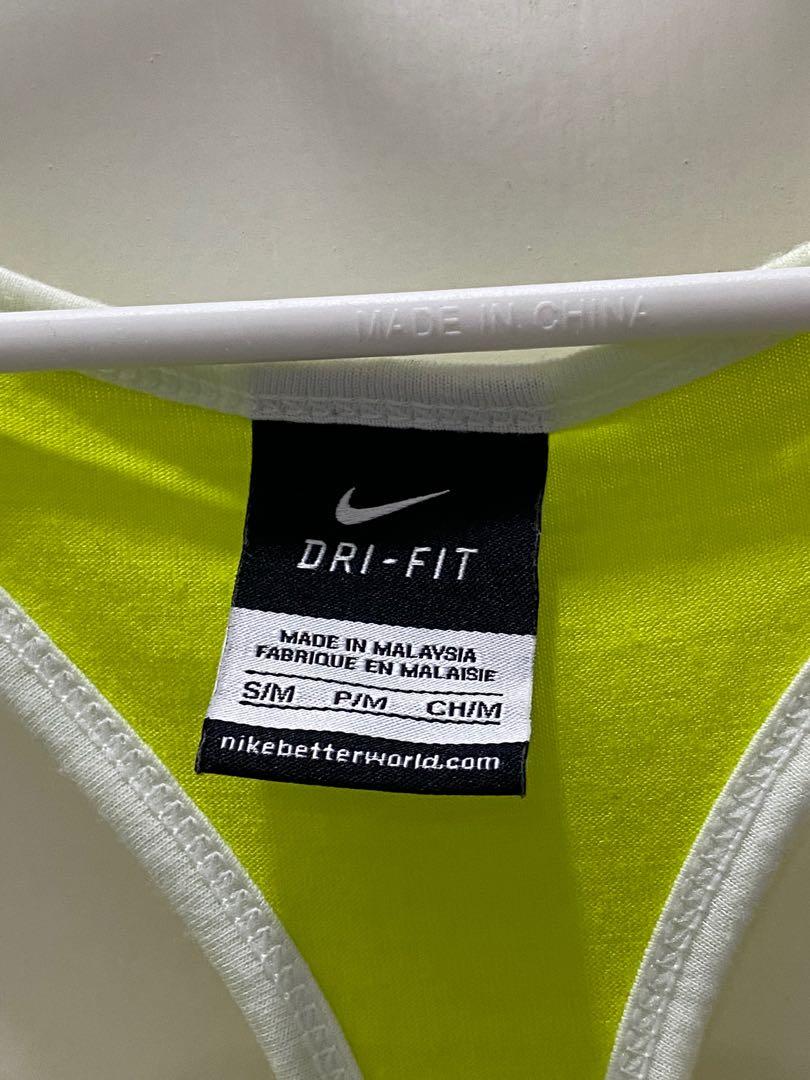 MADE IN CHINA
DRI-FIT
MADE IN MALAYSIA
FABRIQUE EN MALAISIE
S/M P/M CH/M
nikebetterworld.com